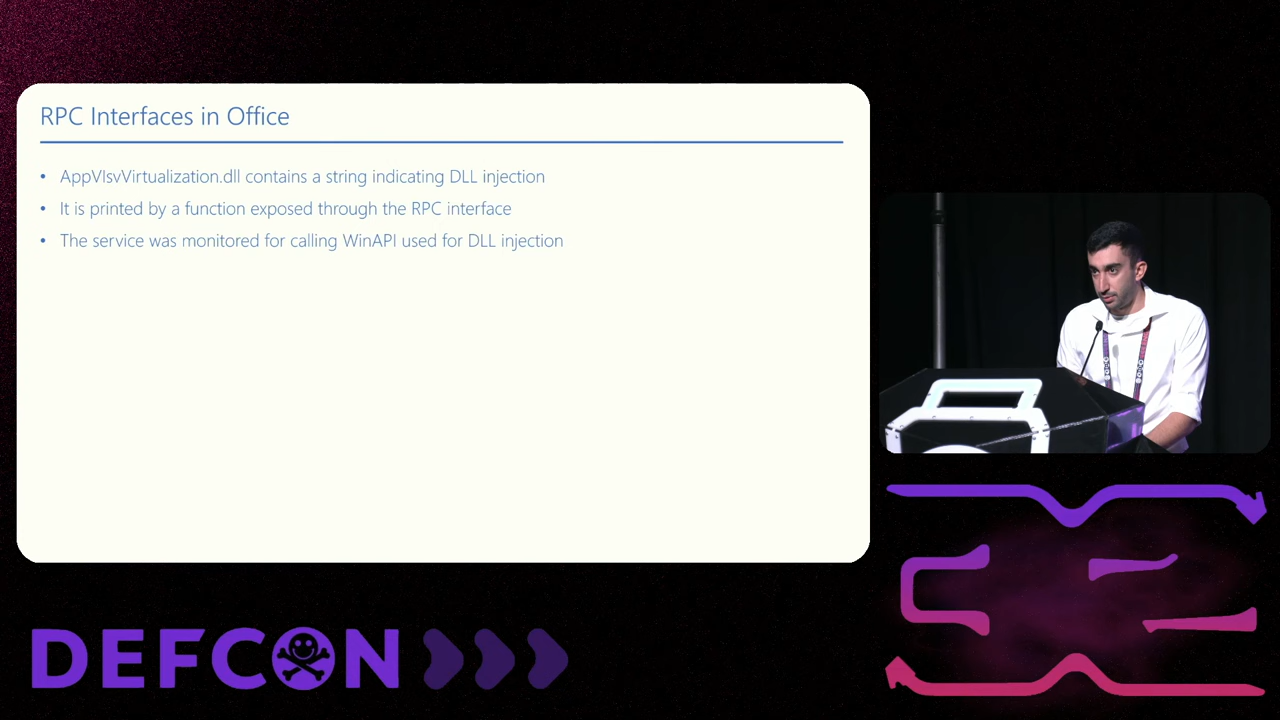 RPC Interfaces in Office
• AppVIsvVirtualization.dll contains a string indicating DLL injection
• It is printed by a function exposed through the RPC interface
• The service was monitored for calling WinAPI used for DLL injection
DEFCON